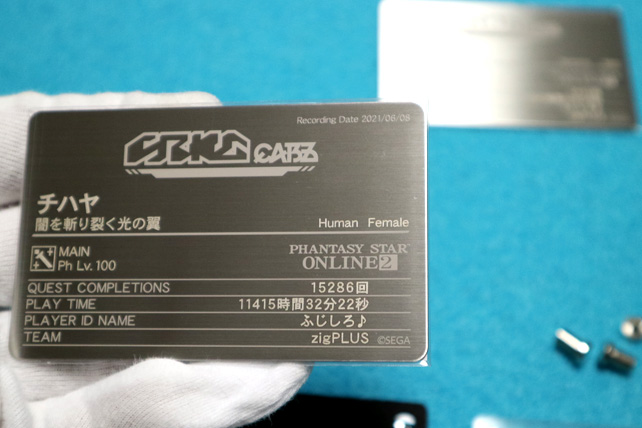 Recording Date 2021/06/09
ARKS CARD
チハヤ
闇を斬り裂く光の翼
Human Female
MAIN
Ph Lv. 100
PHANTASY STAR
ONLINE 2
QUEST COMPLETIONS 15286回
PLAY TIME 11415時間32分22秒
PLAYER ID NAME ふじしろ♪
TEAM zigPLUS ©SEGA